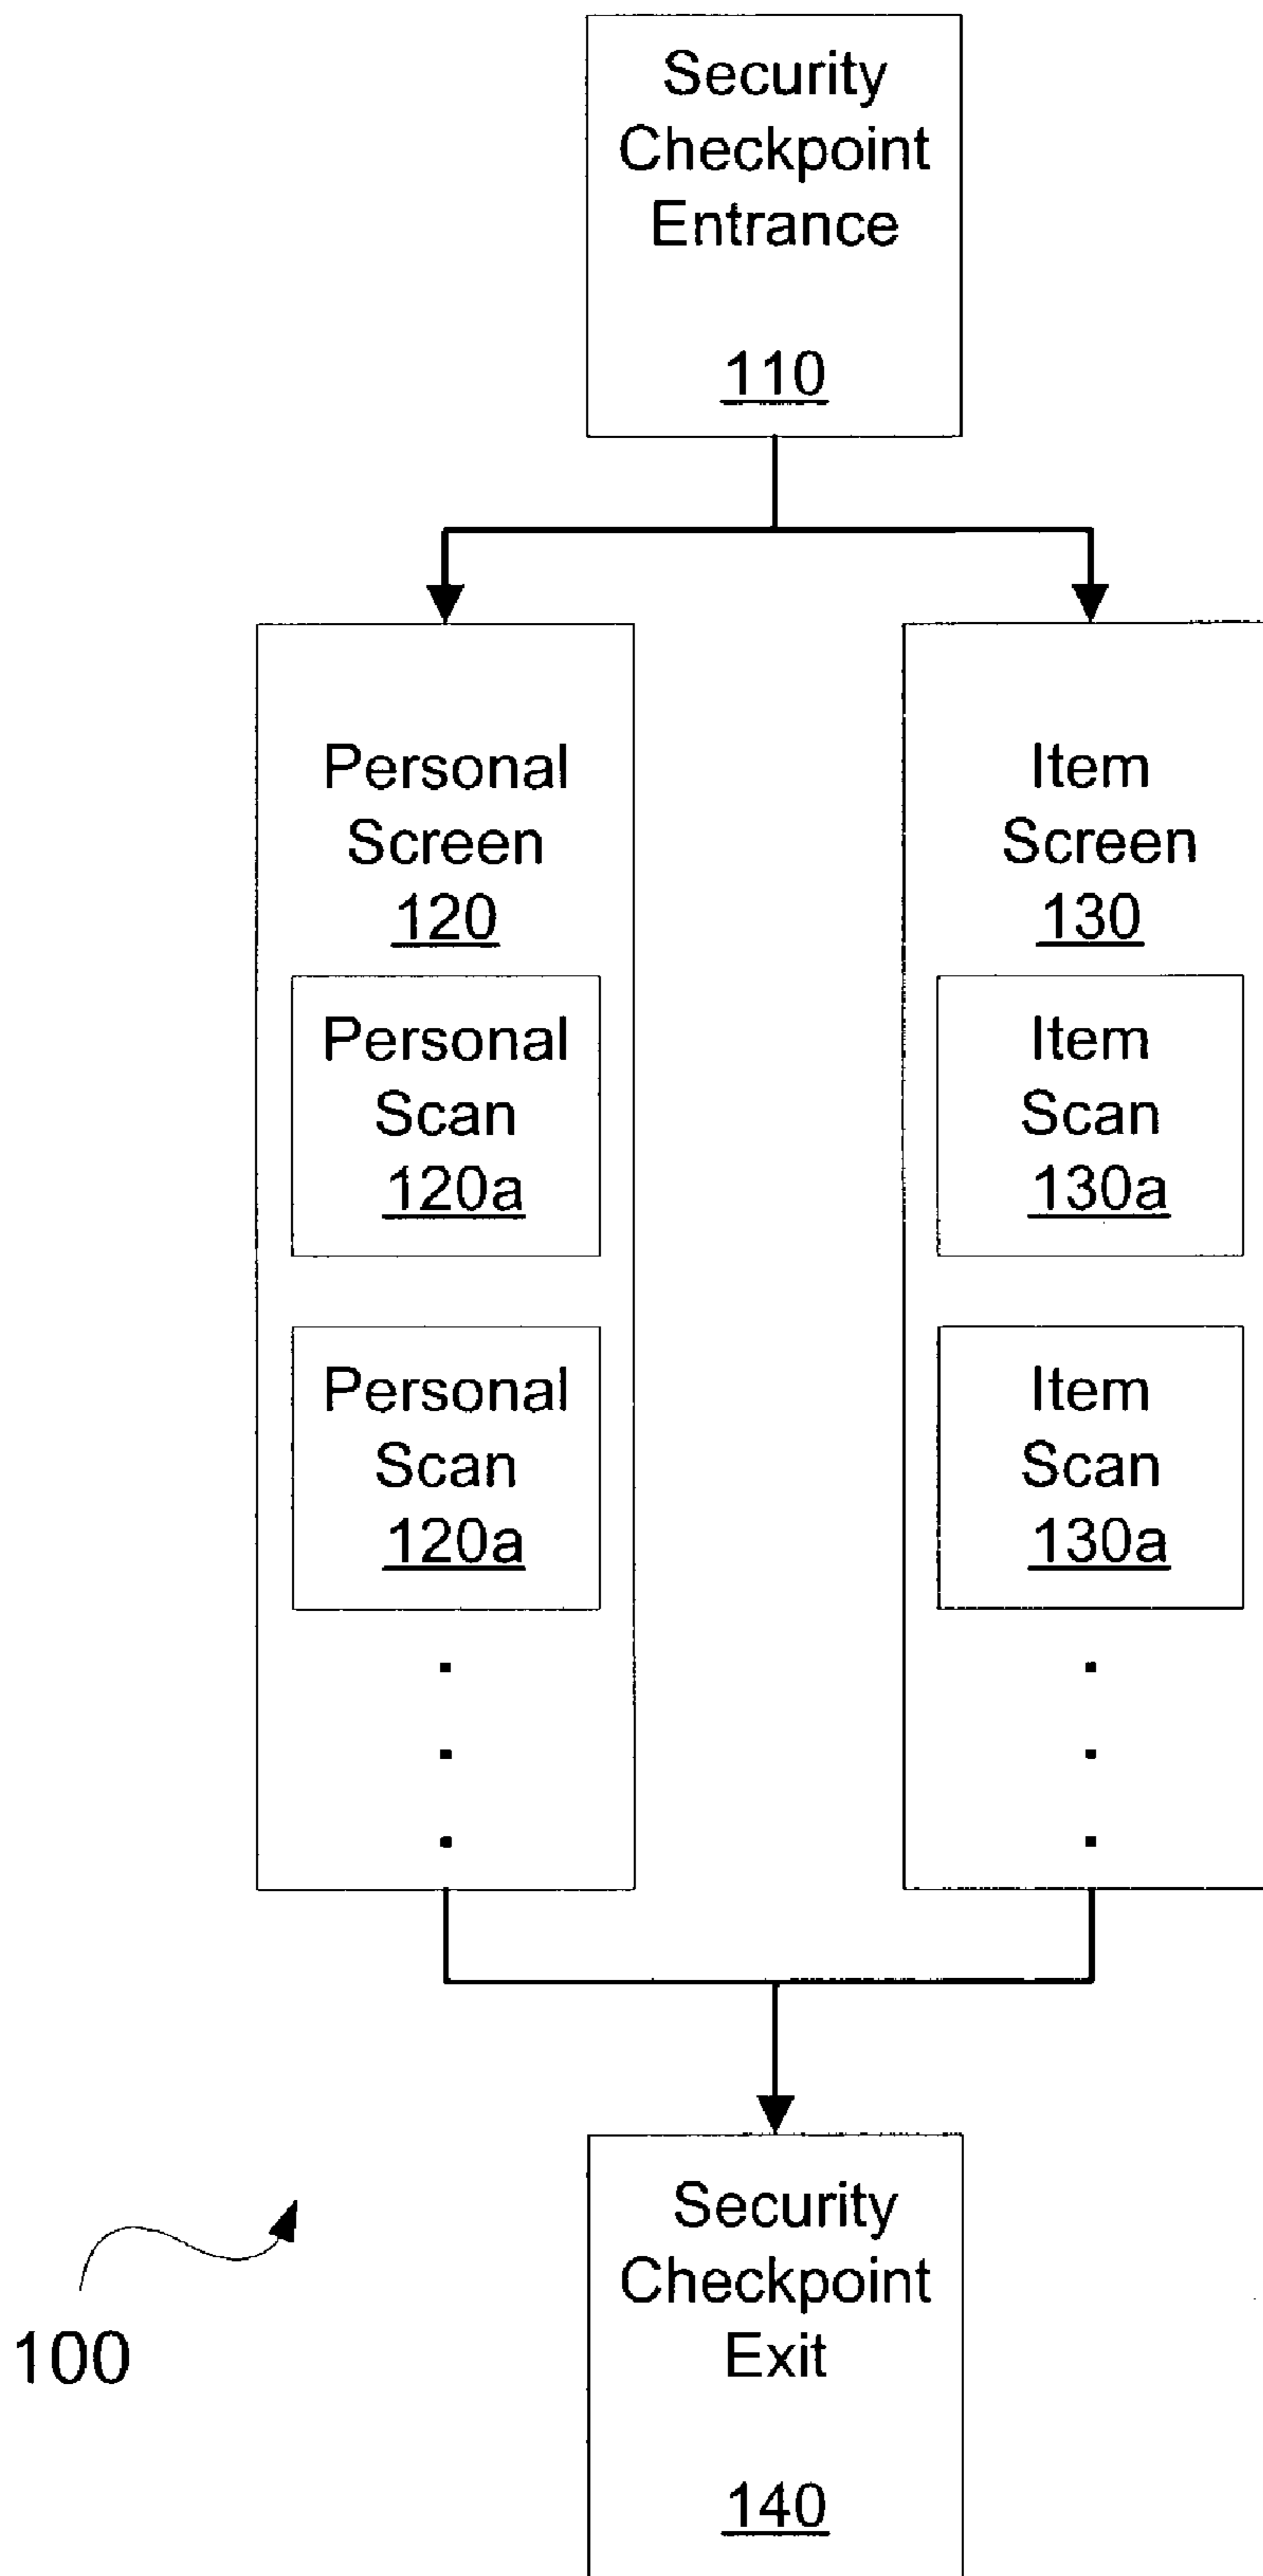 Security
Checkpoint
Entrance
110
Personal
Screen
120
Personal
Scan
120a
Personal
Scan
120a
Item
Screen
130
Item
Scan
130a
Item
Scan
130a
Security
Checkpoint
Exit
140
100